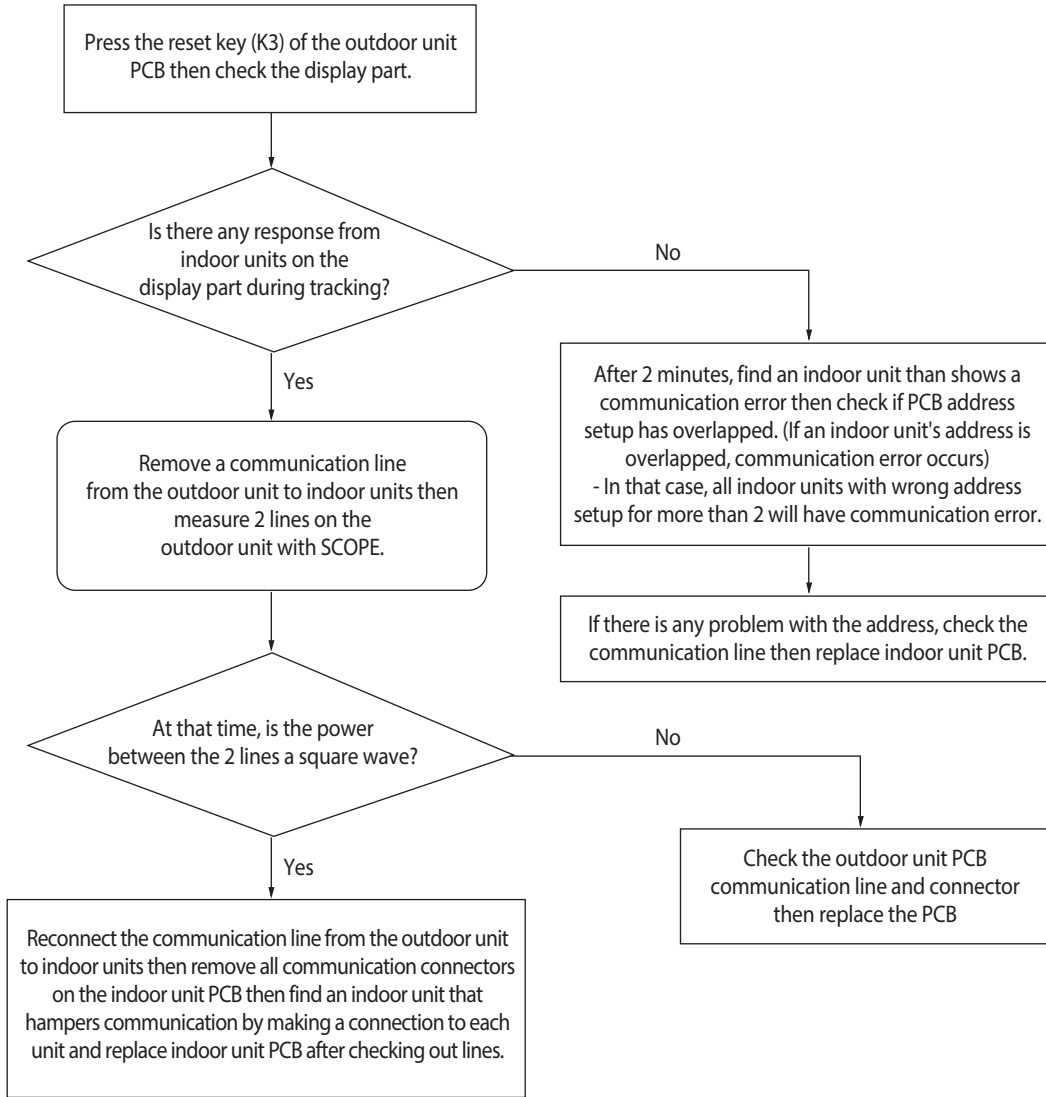 Press the reset key (K3) of the outdoor unit
PCB then check the display part.
Is there any response from
indoor units on the
display part during tracking?
No
Yes
After 2 minutes, find an indoor unit than shows a
communication error then check if PCB address
setup has overlapped. (If an indoor unit's address is
overlapped, communication error occurs)
- In that case, all indoor units with wrong address
setup for more than 2 will have communication error.
Remove a communication line
from the outdoor unit to indoor units then
measure 2 lines on the
outdoor unit with SCOPE.
If there is any problem with the address, check the
communication line then replace indoor unit PCB.
At that time, is the power
between the 2 lines a square wave?
No
Yes
Check the outdoor unit PCB
communication line and connector
then replace the PCB
Reconnect the communication line from the outdoor unit
to indoor units then remove all communication connectors
on the indoor unit PCB then find an indoor unit that
hampers communication by making a connection to each
unit and replace indoor unit PCB after checking out lines.